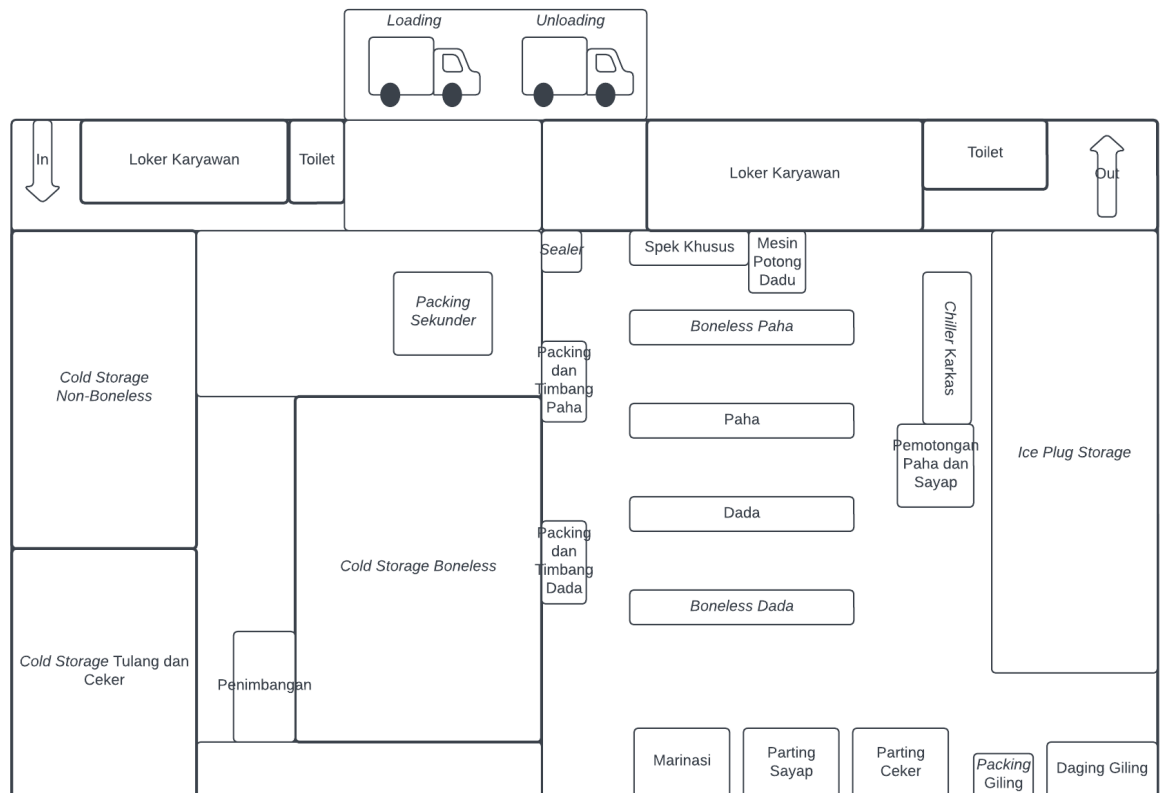 Loading
Unloading
In
Loker Karyawan
Toilet
Loker Karyawan
Toilet
Out
Sealer
Spek Khusus
Mesin
Potong
Dadu
Packing
Sekunder
Boneless Paha
Chiller Karkas
Packing
dan
Timbang
Paha
Cold Storage
Non-Boneless
Paha
Pemotongan
Paha dan
Sayap
Ice Plug Storage
Dada
Packing
dan
Timbang
Dada
Cold Storage Boneless
Boneless Dada
Cold Storage Tulang dan
Ceker
Penimbangan
Marinasi
Parting
Sayap
Parting
Ceker
Packing
Giling
Daging Giling